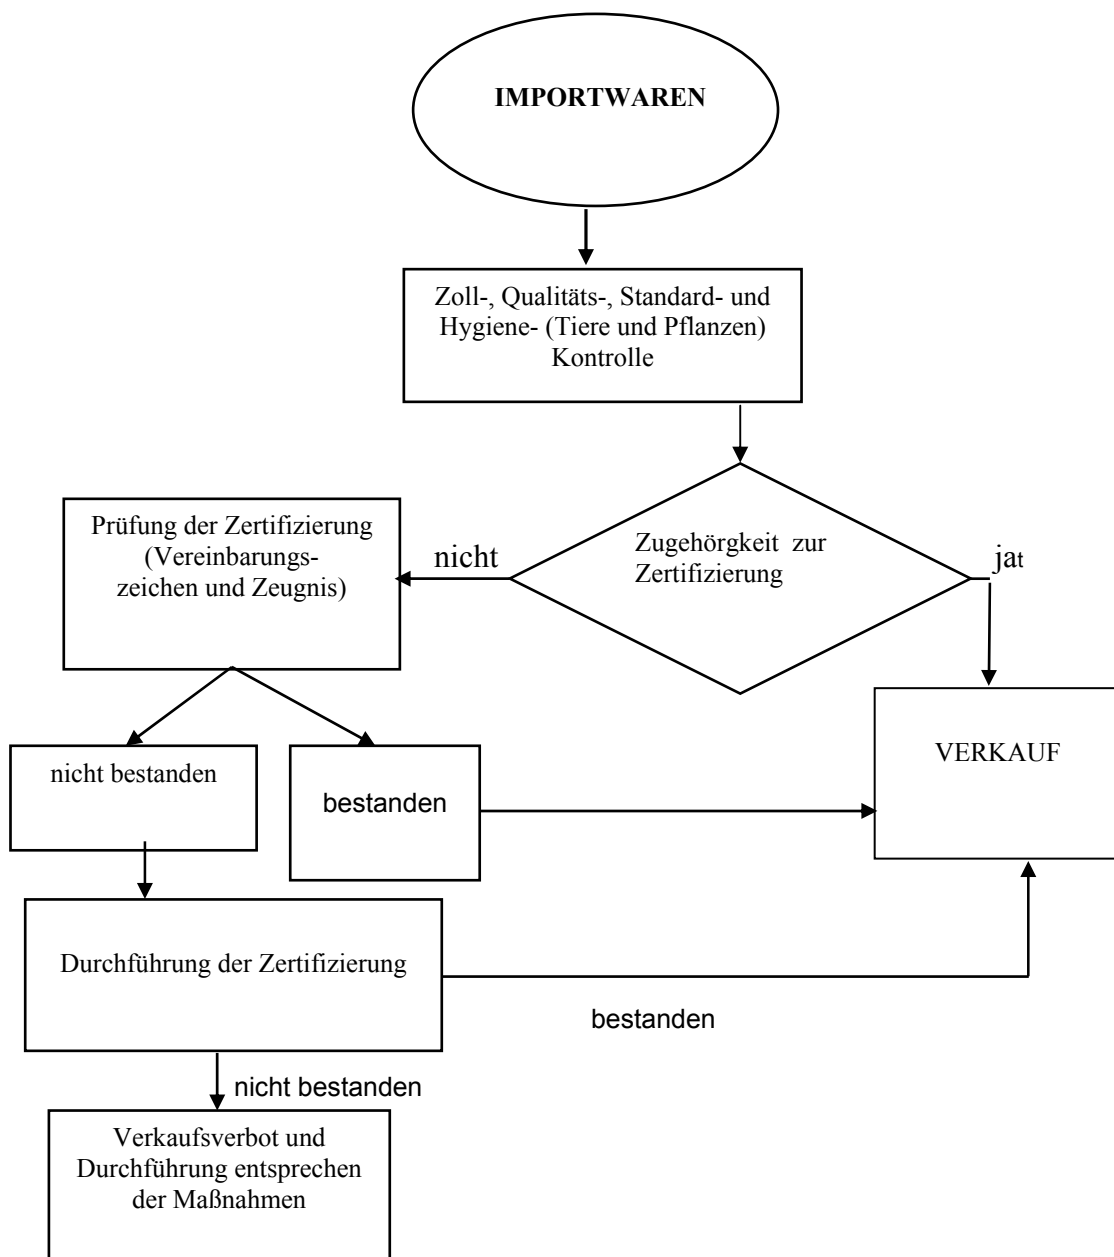 IMPORTWAREN
Zoll-, Qualitäts-, Standard- und
Hygiene- (Tiere und Pflanzen)
Kontrolle
Zugehörgkeit zur
Zertifizierung
nicht
jat
Prüfung der Zertifizierung
(Vereinbarungs-
zeichen und Zeugnis)
VERKAUF
nicht bestanden
bestanden
Durchführung der Zertifizierung
bestanden
nicht bestanden
Verkaufsverbot und
Durchführung entsprechen
der Maßnahmen